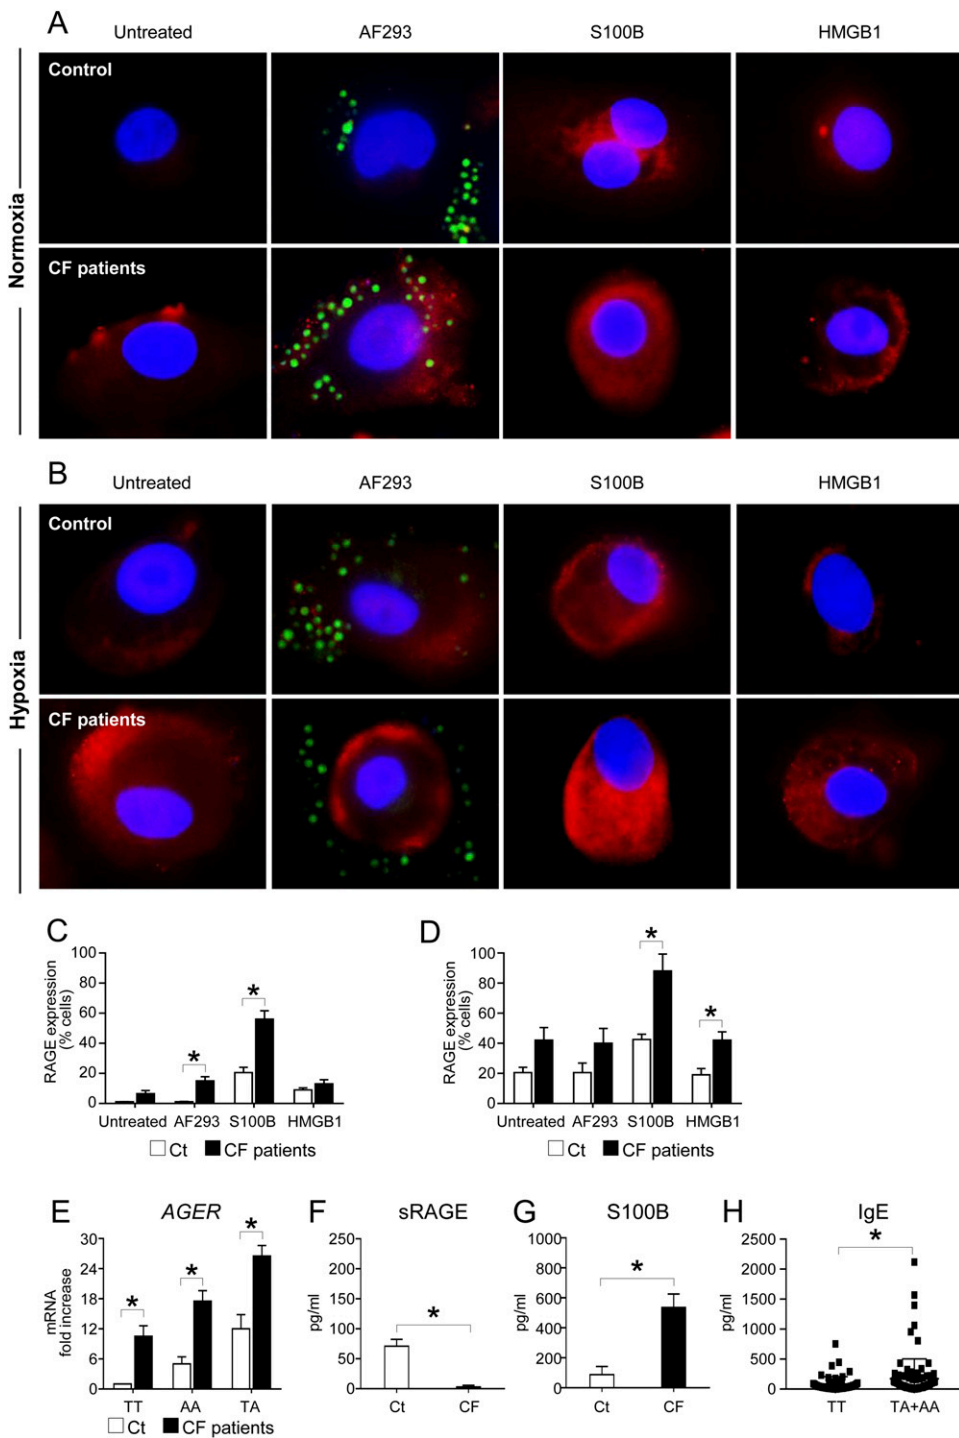 A
Untreated AF293 S100B HMGB1
Normoxia
Control
CF patients
B
Untreated AF293 S100B HMGB1
Hypoxia
Control
CF patients
C
RAGE expression
(% cells)
100
80
60
40
20
0
* *
Untreated AF293 S100B HMGB1
Ct CF patients
D
RAGE expression
(% cells)
100
80
60
40
20
0
* *
Untreated AF293 S100B HMGB1
Ct CF patients
E AGER
mRNA
fold increase
30
24
18
12
6
0
* * *
TT AA TA
Ct CF patients
F sRAGE
pg/ml
250
200
150
100
50
0
*
Ct CF
G S100B
pg/ml
1000
800
600
400
200
0
*
Ct CF
H IgE
pg/ml
2500
2000
1500
1000
500
0
*
TT TA+AA